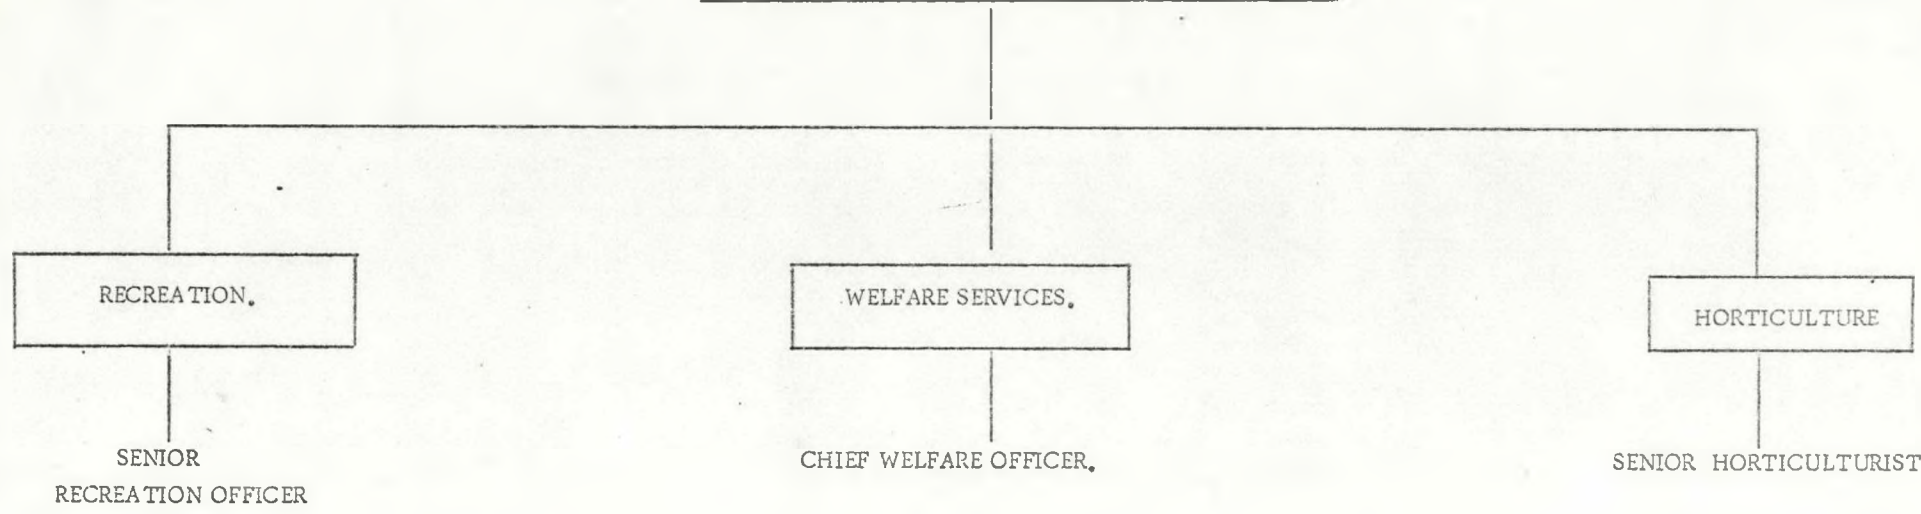 RECREATION.
WELFARE SERVICES.
HORTICULTURE
SENIOR
RECREATION OFFICER
CHIEF WELFARE OFFICER.
SENIOR HORTICULTURIST